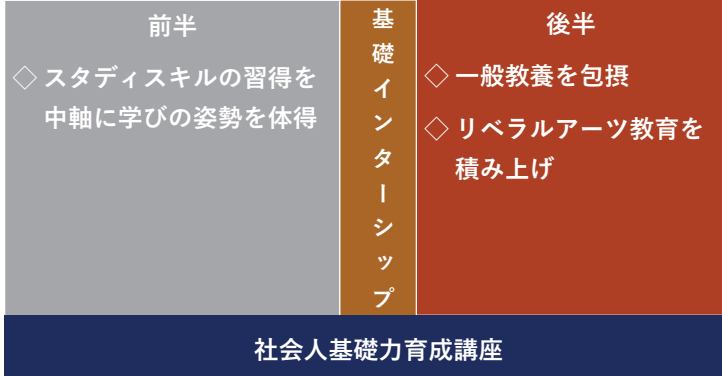 前半
◇ スタディスキルの習得を
中軸に学びの姿勢を体得
基礎インターシップ
後半
◇ 一般教養を包摂
◇ リベラルアーツ教育を
積み上げ
社会人基礎力育成講座